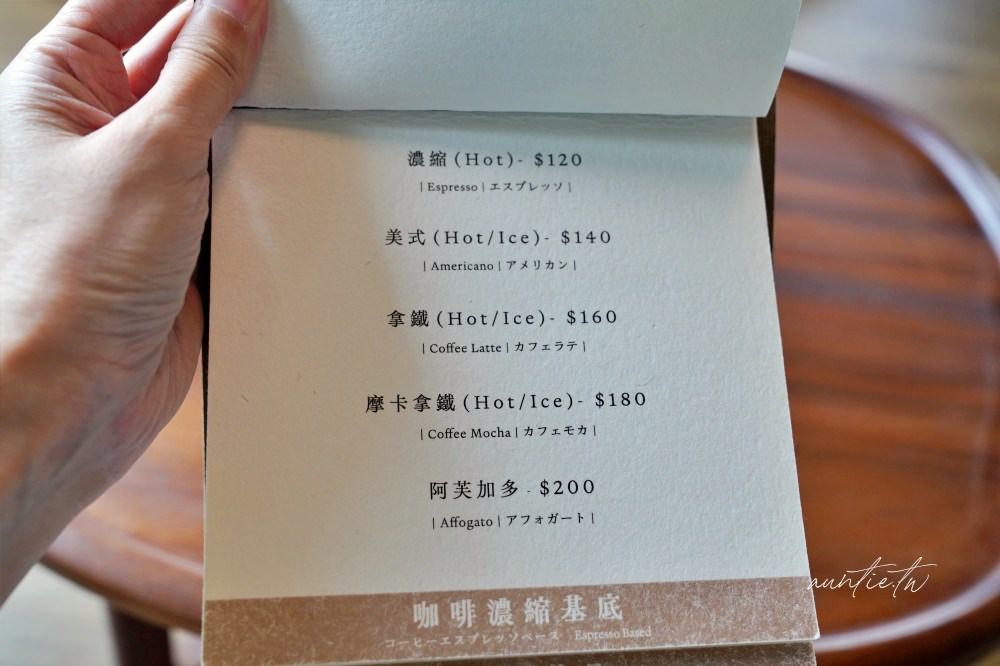 濃縮(Hot)- $120
| Espresso | エスプレッソ |
美式(Hot/Ice)- $140
| Americano | アメリカン |
拿鐵(Hot/Ice)- $160
| Coffee Latte | カフェラテ |
摩卡拿鐵(Hot/Ice)- $180
| Coffee Mocha | カフェモカ |
阿芙加多 - $200
| Affogato | アフォガート |
咖啡濃縮基底
コーヒーエスプレッソベース Espresso Based
auntie.tw